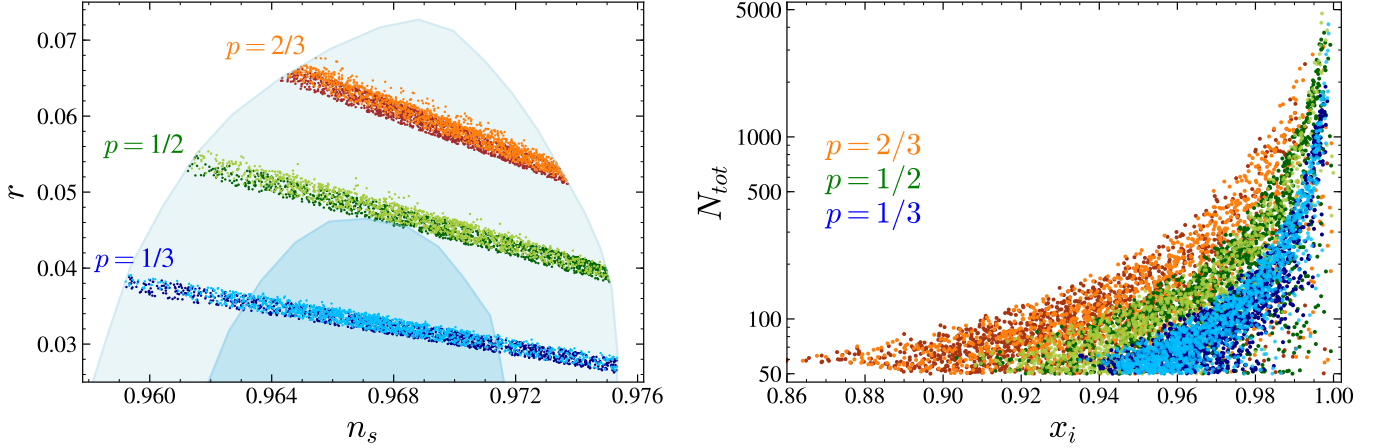 0.07
0.06
0.05
0.04
0.03
r
p = 2/3
p = 1/2
p = 1/3
0.960 0.964 0.968 0.972 0.976
n_s
5000
1000
500
100
50
N_{tot}
p = 2/3
p = 1/2
p = 1/3
0.86 0.88 0.90 0.92 0.94 0.96 0.98 1.00
x_i